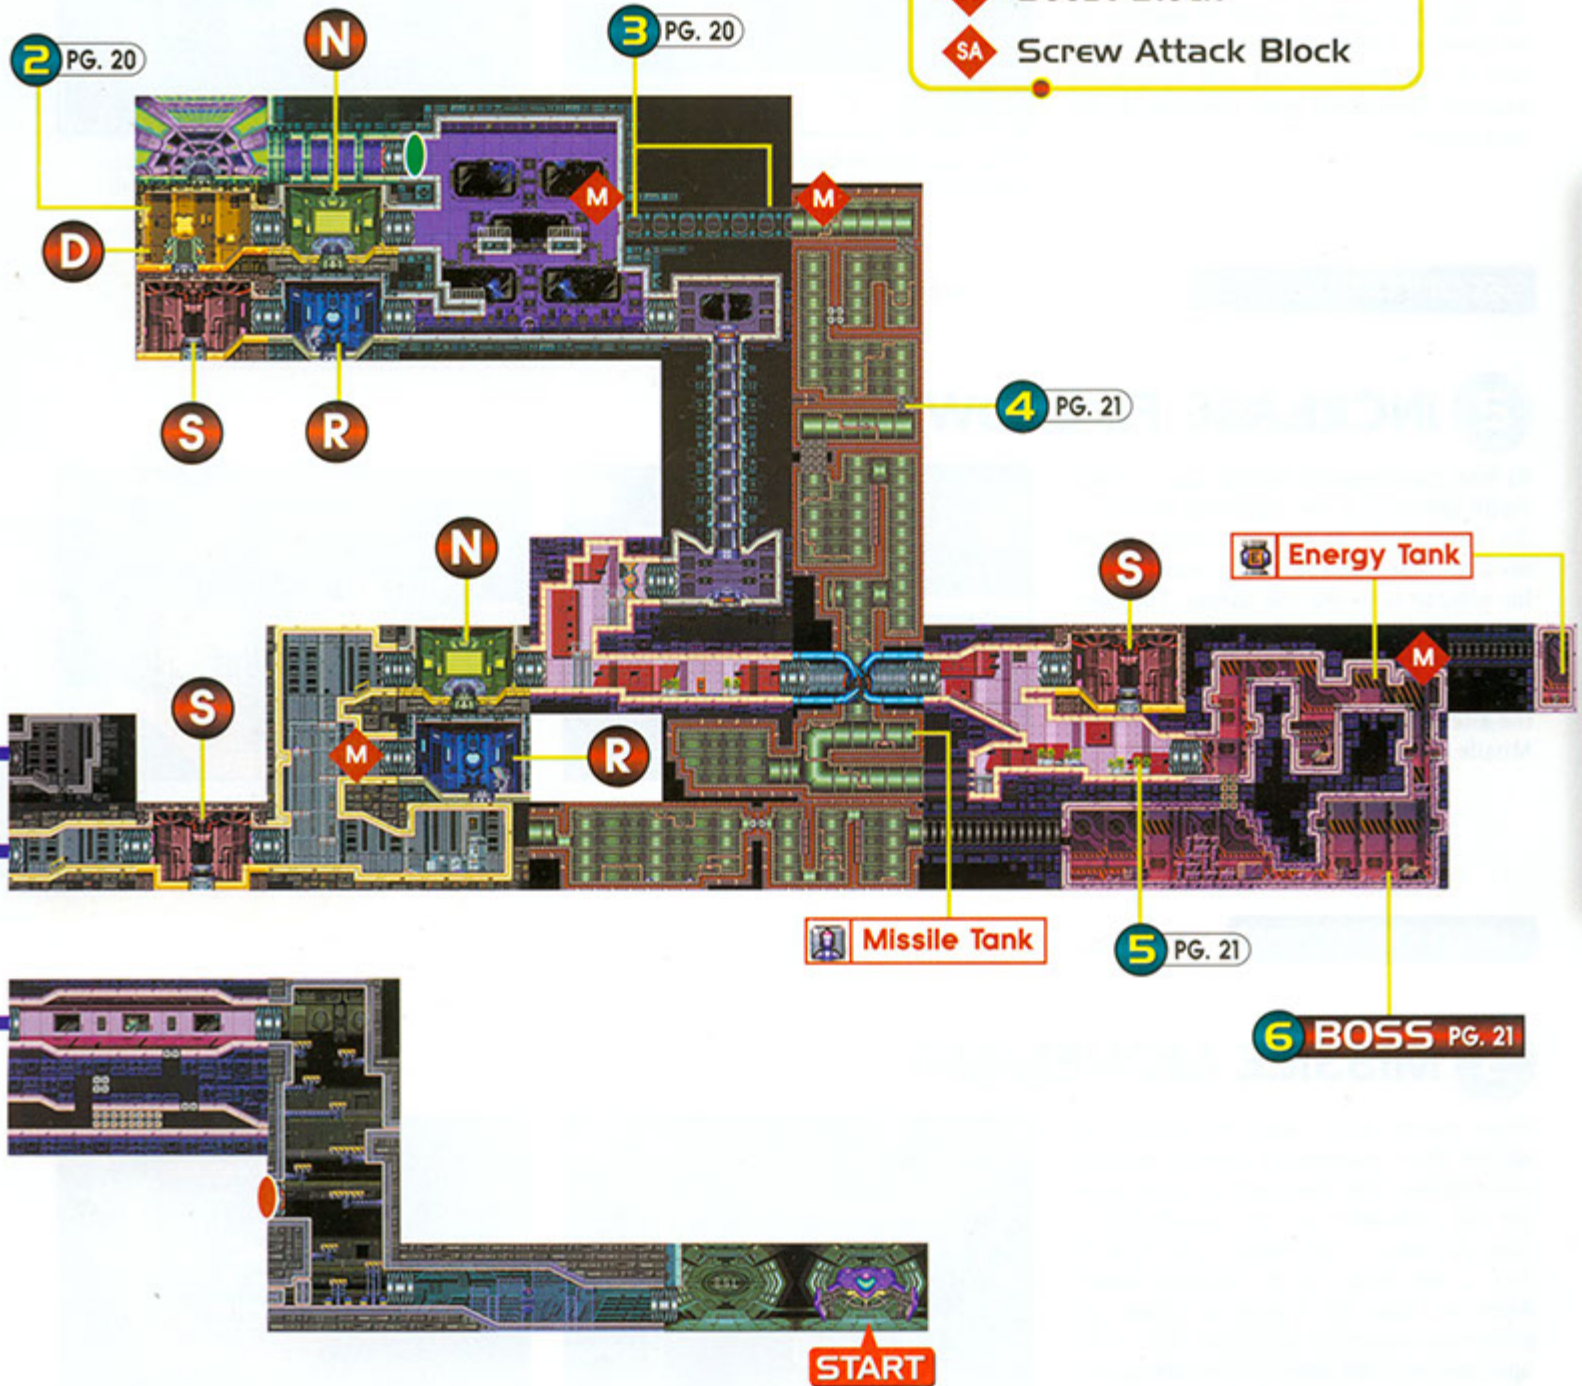 SA Screw Attack Block
2 PG. 20
N
3 PG. 20
M
M
D
S
R
4 PG. 21
N
S
Energy Tank
M
S
M
R
Missile Tank
5 PG. 21
6 BOSS PG. 21
START